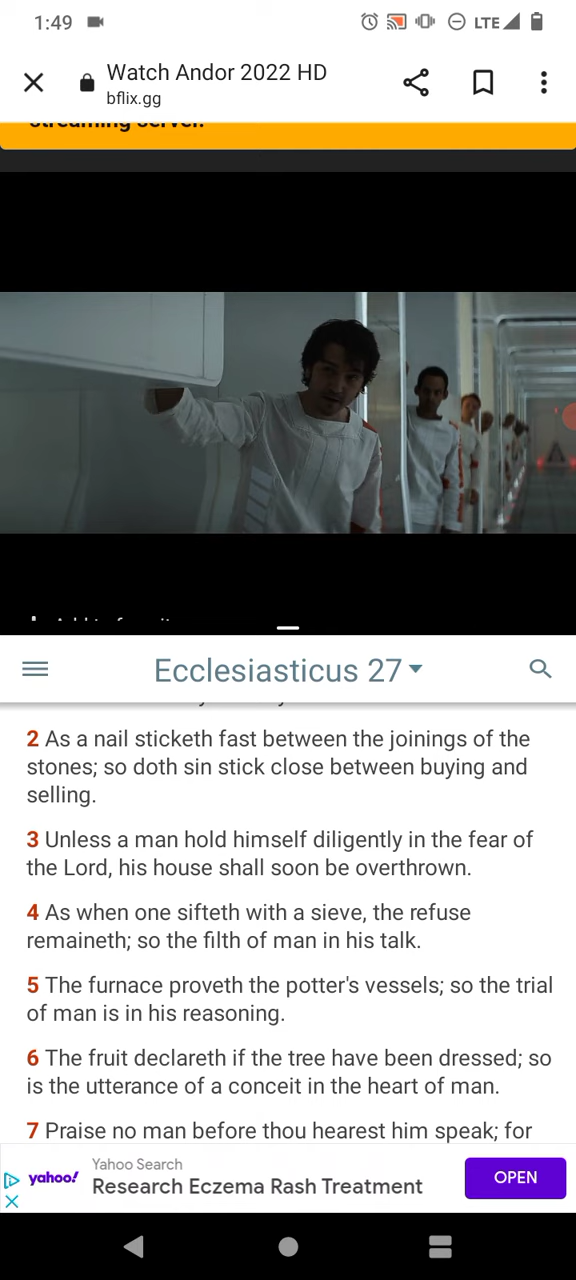 1:49
LTE
Watch Andor 2022 HD
bflix.gg
streaming server.
Ecclesiasticus 27
2 As a nail sticketh fast between the joinings of the
stones; so doth sin stick close between buying and
selling.
3 Unless a man hold himself diligently in the fear of
the Lord, his house shall soon be overthrown.
4 As when one sifteth with a sieve, the refuse
remaineth; so the filth of man in his talk.
5 The furnace proveth the potter's vessels; so the trial
of man is in his reasoning.
6 The fruit declareth if the tree have been dressed; so
is the utterance of a conceit in the heart of man.
7 Praise no man before thou hearest him speak; for
Yahoo Search
yahoo!
Research Eczema Rash Treatment
OPEN